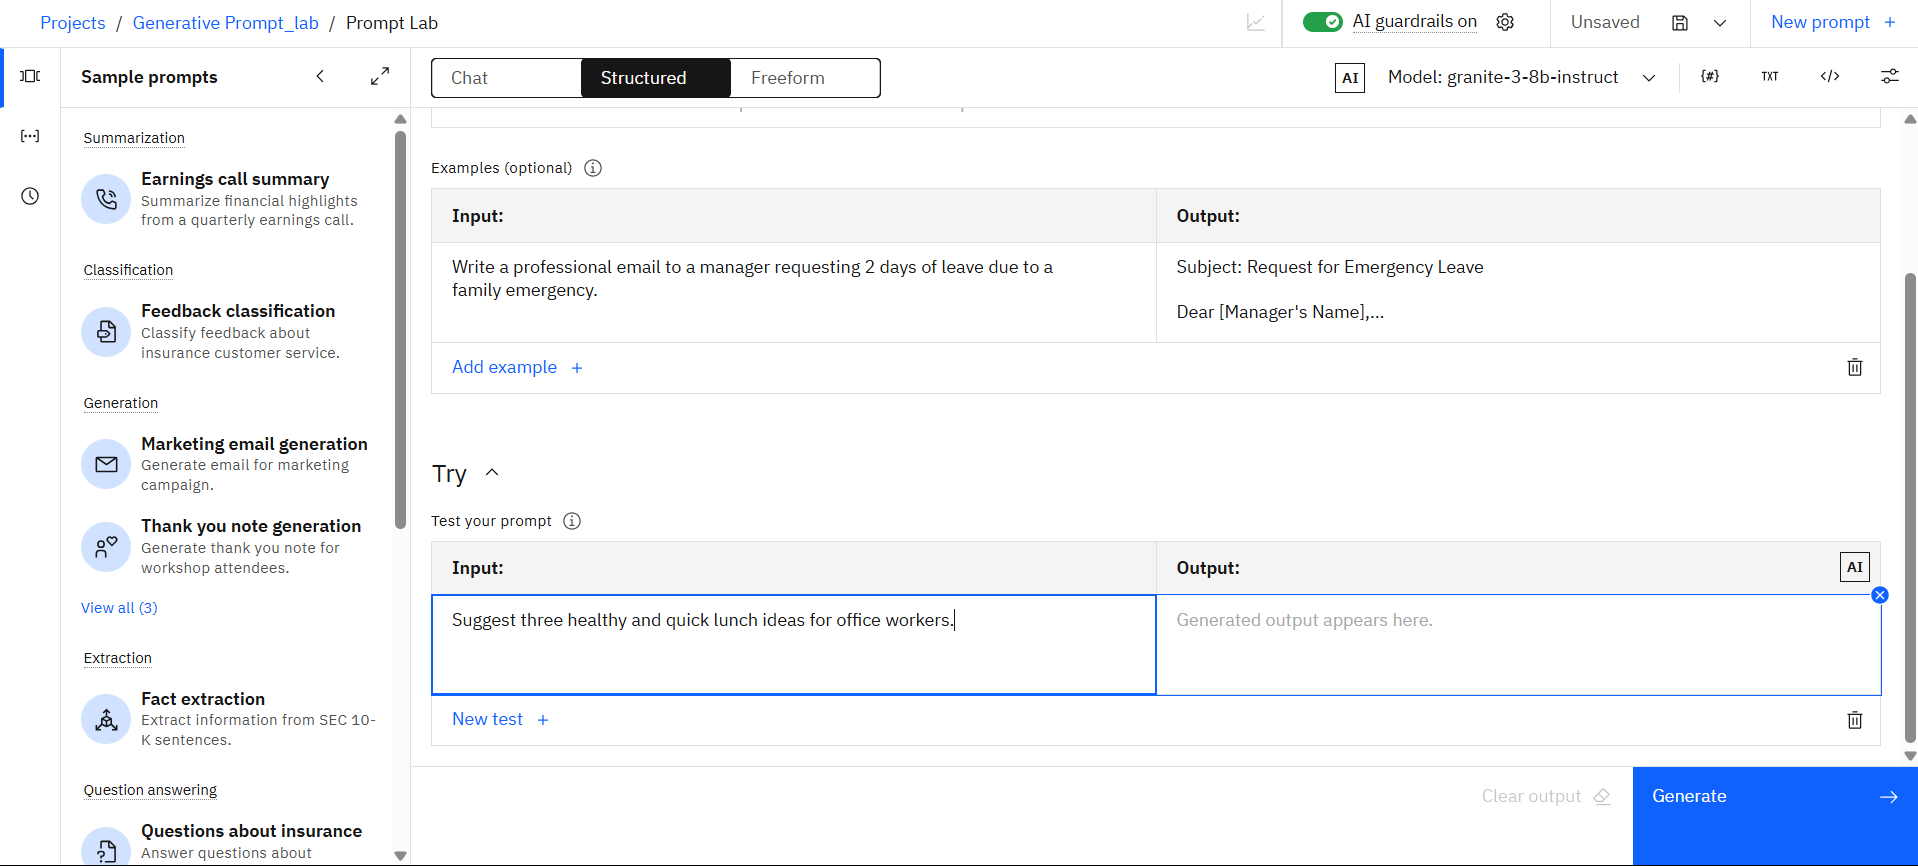 Projects / Generative Prompt_lab / Prompt Lab
AI guardrails on
Unsaved
New prompt +
Sample prompts
Chat
Structured
Freeform
AI
Model: granite-3-8b-instruct
{#}
TXT
</>
Summarization
Earnings call summary
Summarize financial highlights
from a quarterly earnings call.
Classification
Feedback classification
Classify feedback about
insurance customer service.
Generation
Marketing email generation
Generate email for marketing
campaign.
Thank you note generation
Generate thank you note for
workshop attendees.
View all (3)
Extraction
Fact extraction
Extract information from SEC 10-
K sentences.
Question answering
Questions about insurance
Answer questions about
Examples (optional)
Input:
Output:
Write a professional email to a manager requesting 2 days of leave due to a
family emergency.
Subject: Request for Emergency Leave
Dear [Manager's Name],...
Add example +
Try
Test your prompt
Input:
Output:
AI
Suggest three healthy and quick lunch ideas for office workers.
Generated output appears here.
New test +
Clear output
Generate